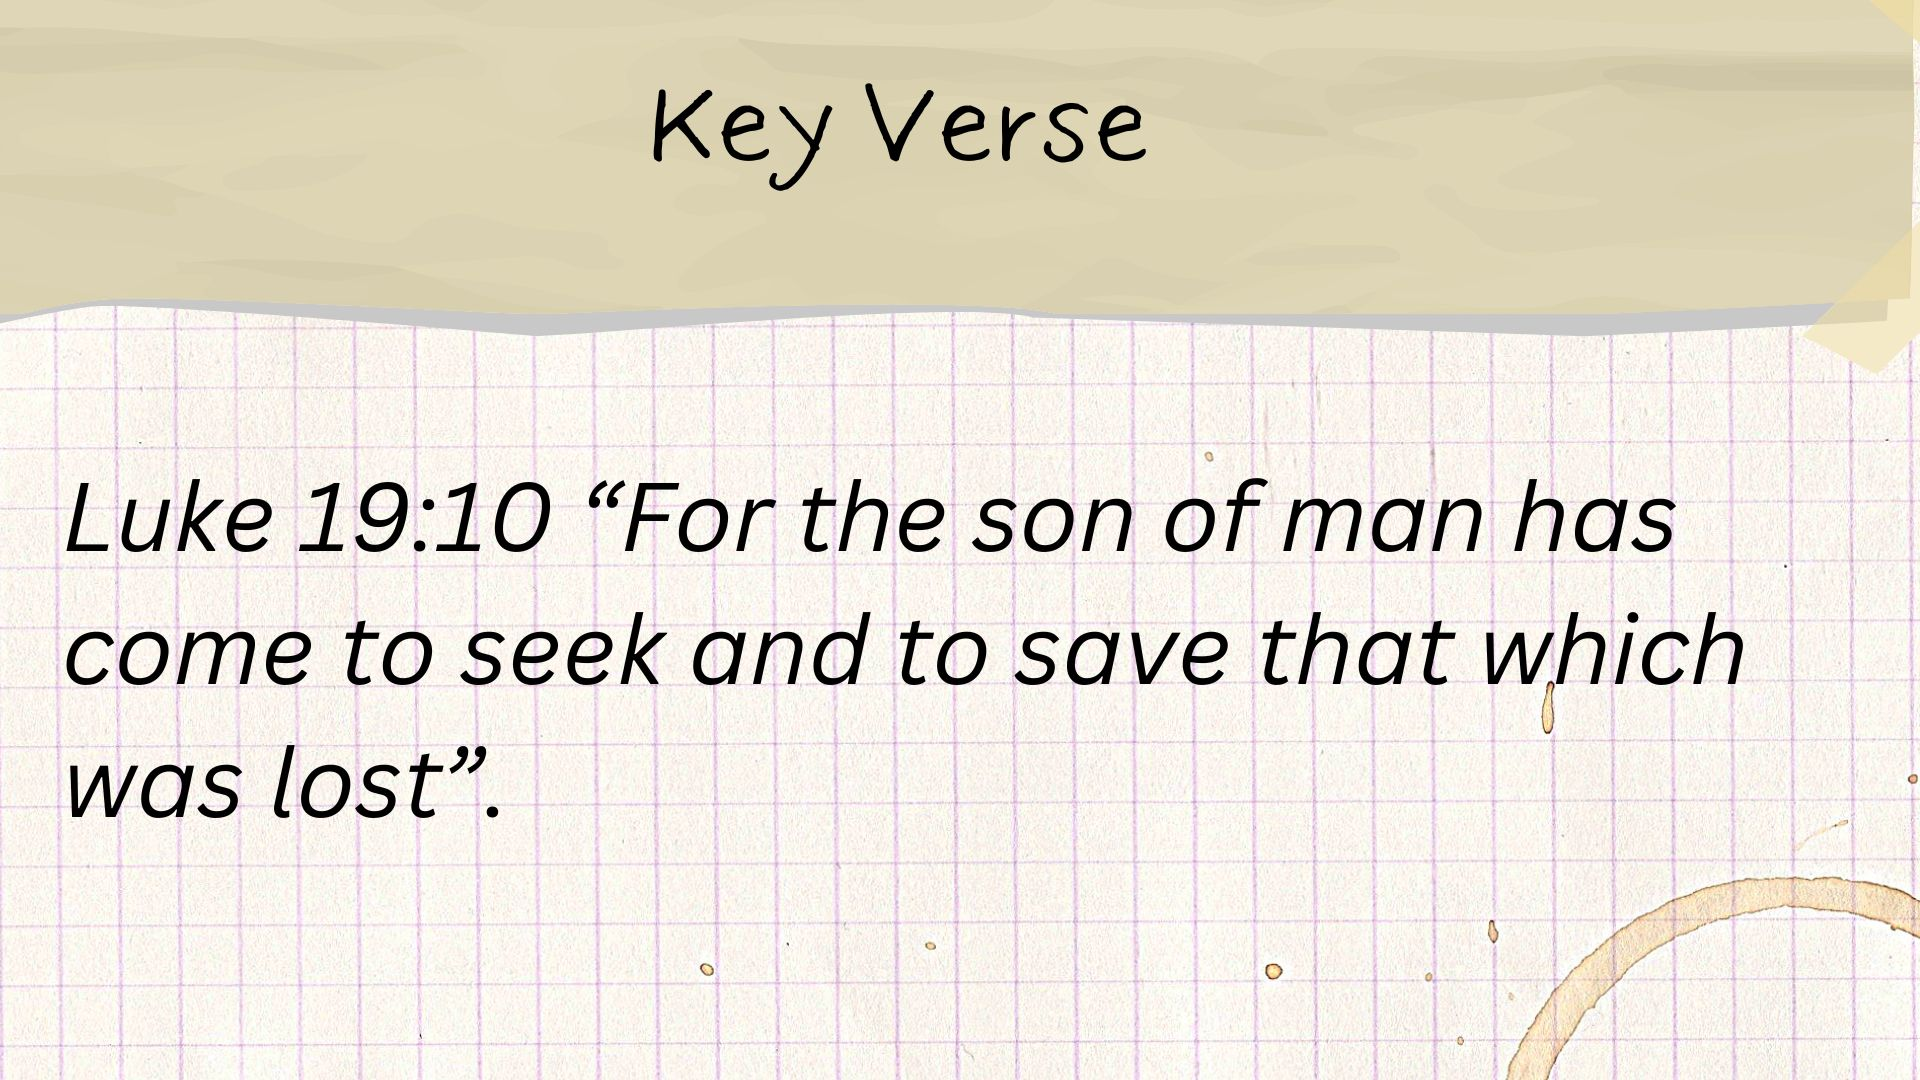 Key Verse
Luke 19:10 “For the son of man has
come to seek and to save that which
was lost”.